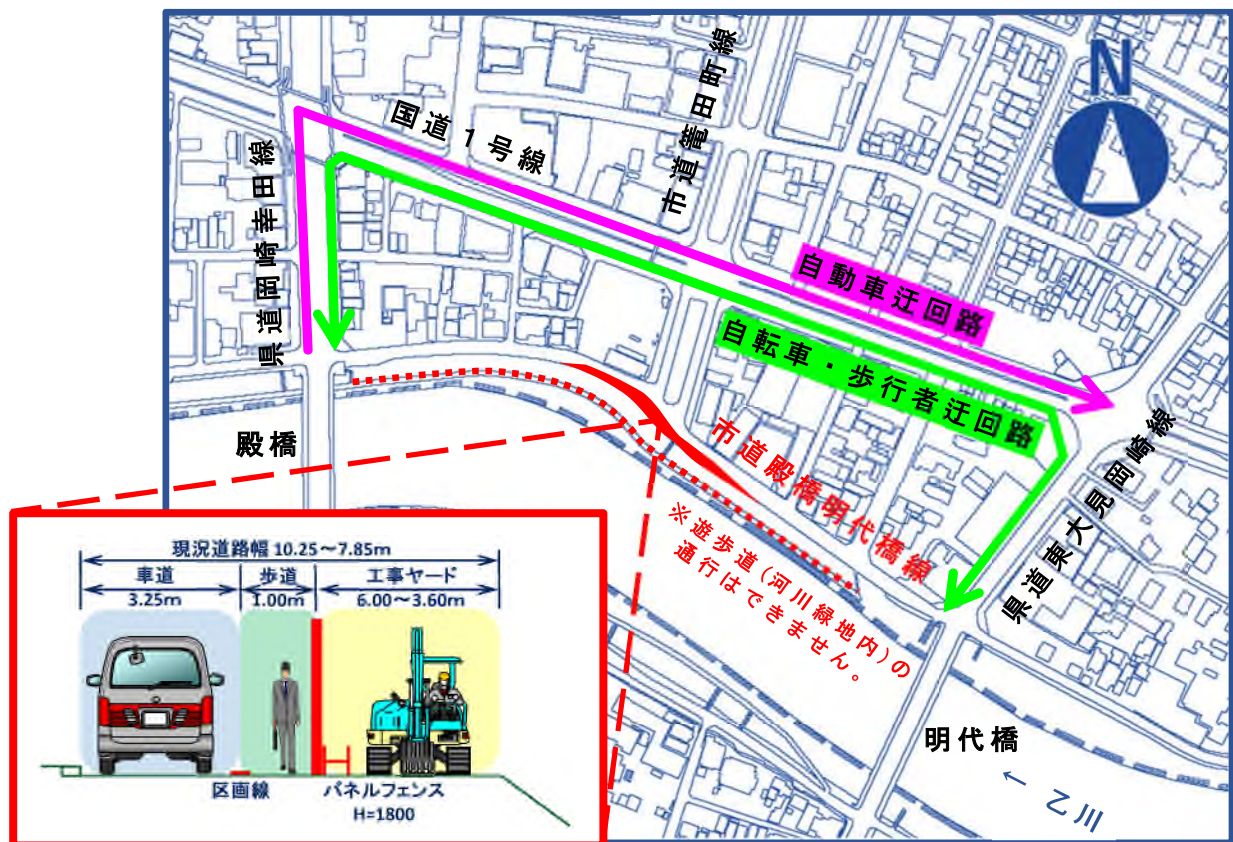 N
国道1号線
市道籠田町線
県道岡崎幸田線
自動車迂回路
自転車・歩行者迂回路
県道東大見岡崎線
市道殿橋明代橋線
殿橋
※遊歩道(河川緑地内)の
通行はできません。
明代橋
← 乙川
現況道路幅 10.25～7.85m
車道
歩道
工事ヤード
3.25m
1.00m
6.00～3.60m
区画線
パネルフェンス
H=1800